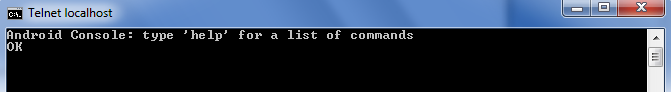 Telnet localhost
Android Console: type 'help' for a list of commands
OK